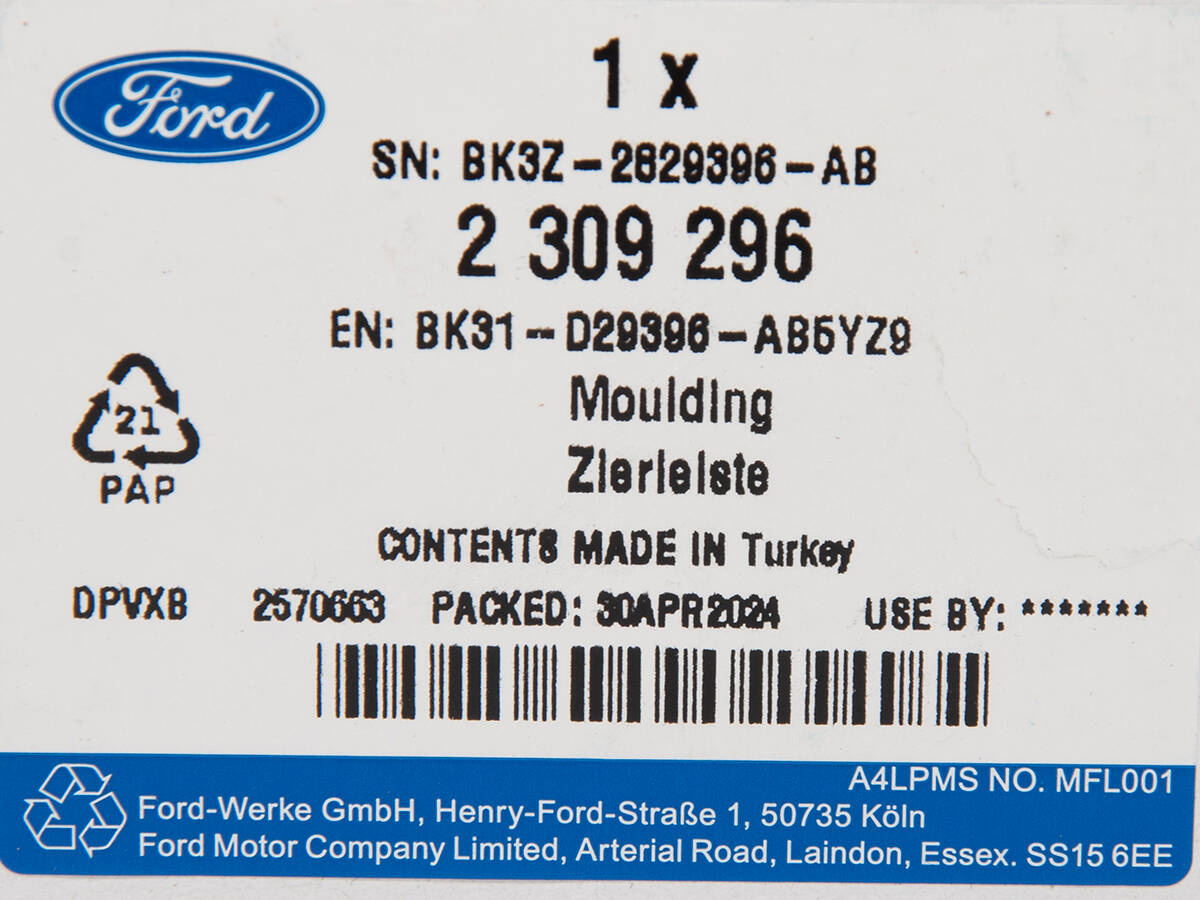 Ford
1 x
SN: BK3Z-2629396-AB
2 309 296
EN: BK31-D29396-AB5YZ9
Moulding
Zierleiste
21
PAP
CONTENTS MADE IN Turkey
DPVXB 2570663 PACKED: 30APR2024 USE BY: *******
A4LPMS NO. MFL001
Ford-Werke GmbH, Henry-Ford-Straße 1, 50735 Köln
Ford Motor Company Limited, Arterial Road, Laindon, Essex. SS15 6EE